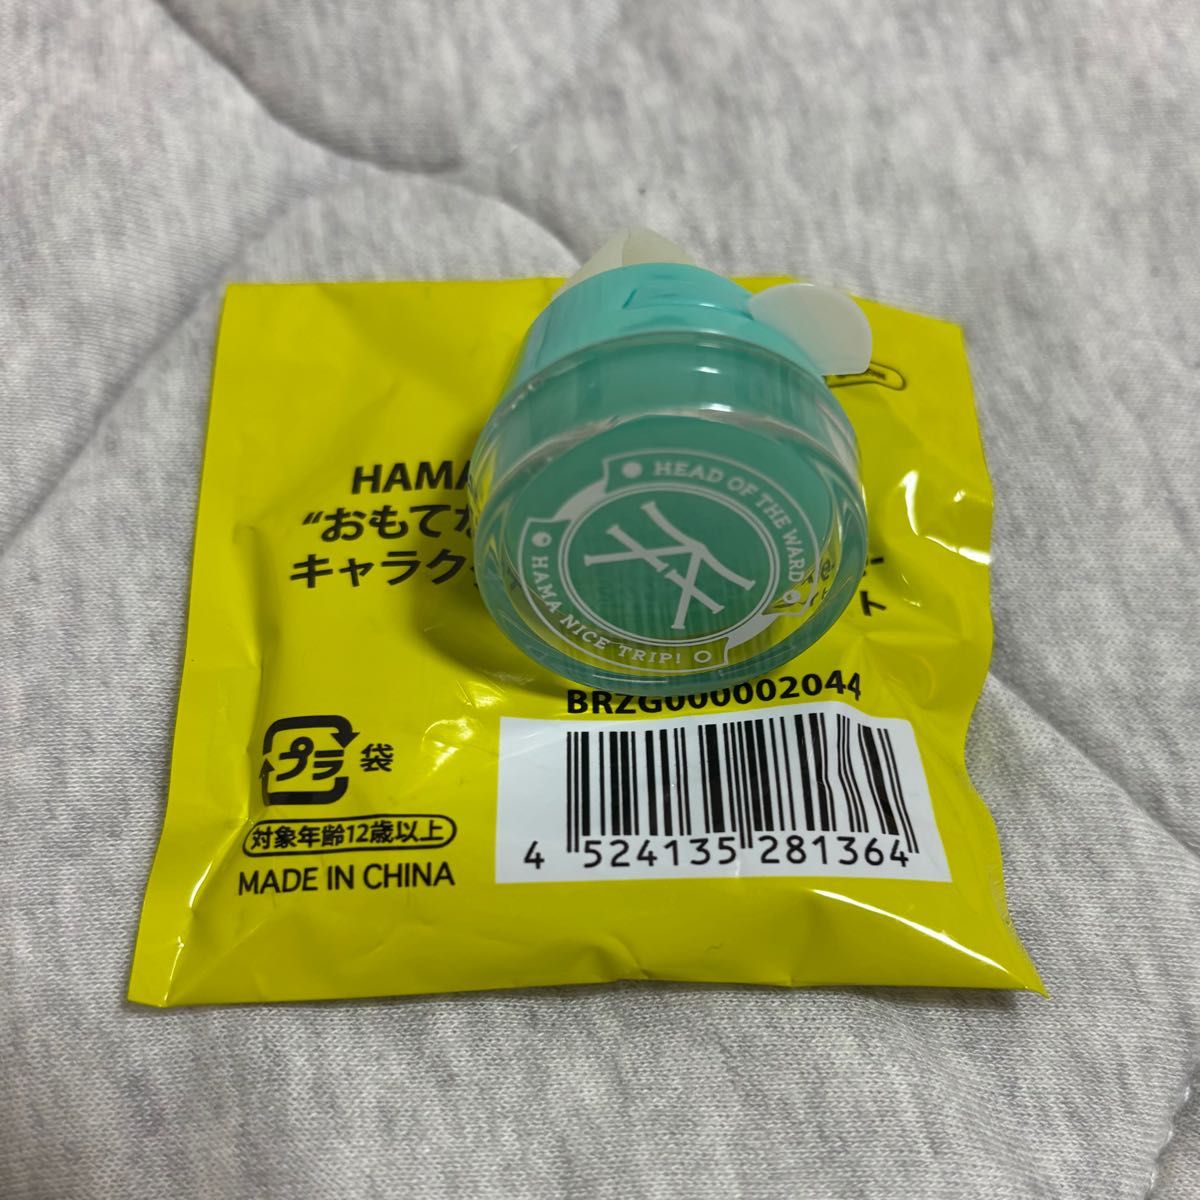 HAMA
“おもてな
キャラク
ト
HEAD OF THE WARD
HAMA NICE TRIP!
BRZG000002044
プラ 袋
対象年齢12歳以上
MADE IN CHINA
4 524135 281364